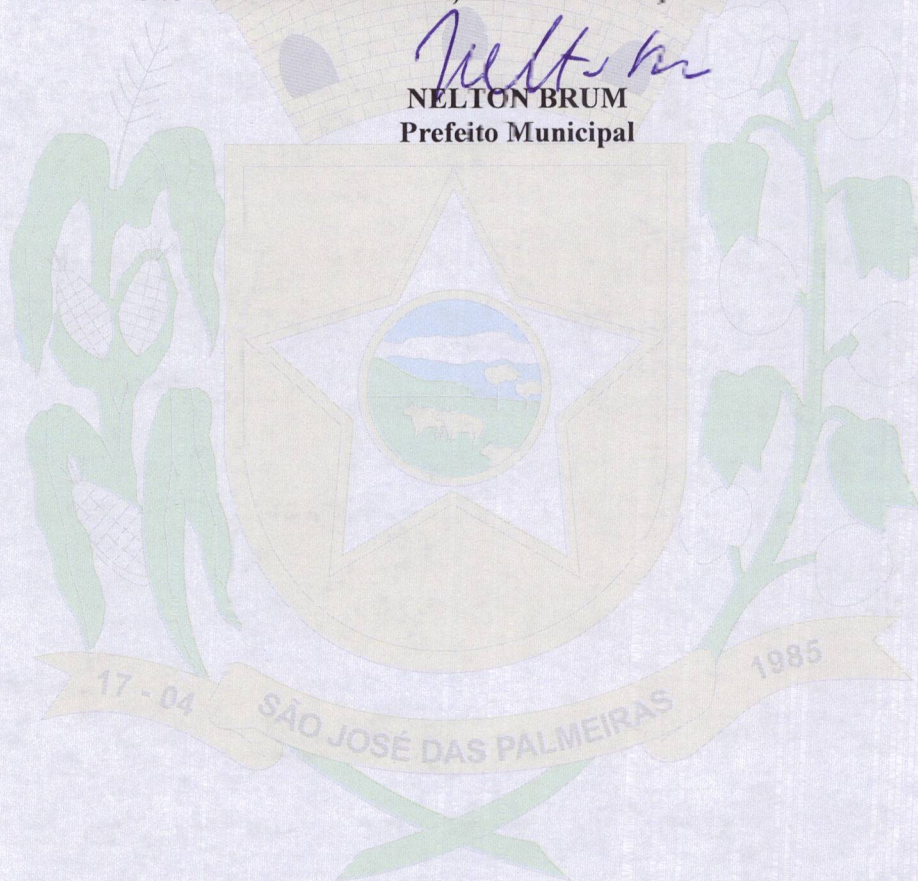 NELTON BRUM
Prefeito Municipal
17 - 04
SÃO JOSÉ DAS PALMEIRAS
1985